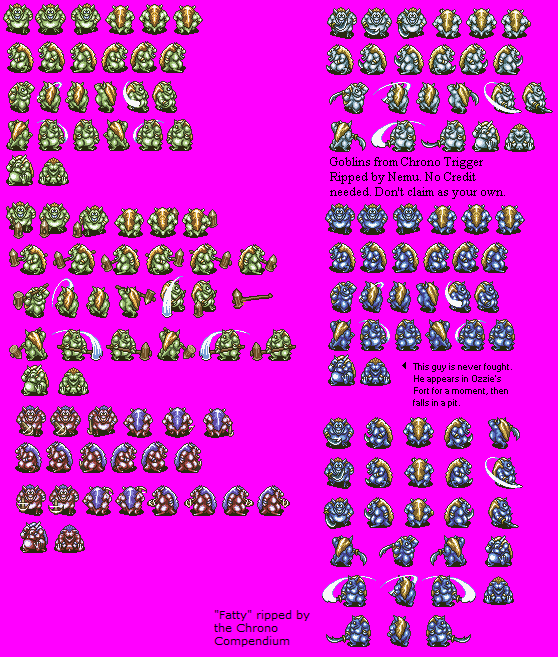 Goblins from Chrono Trigger
Ripped by Nemu. No Credit
needed. Don't claim as your own.
This guy is never fought.
He appears in Ozzie's
Fort for a moment, then
falls in a pit.
"Fatty" ripped by
the Chrono
Compendium